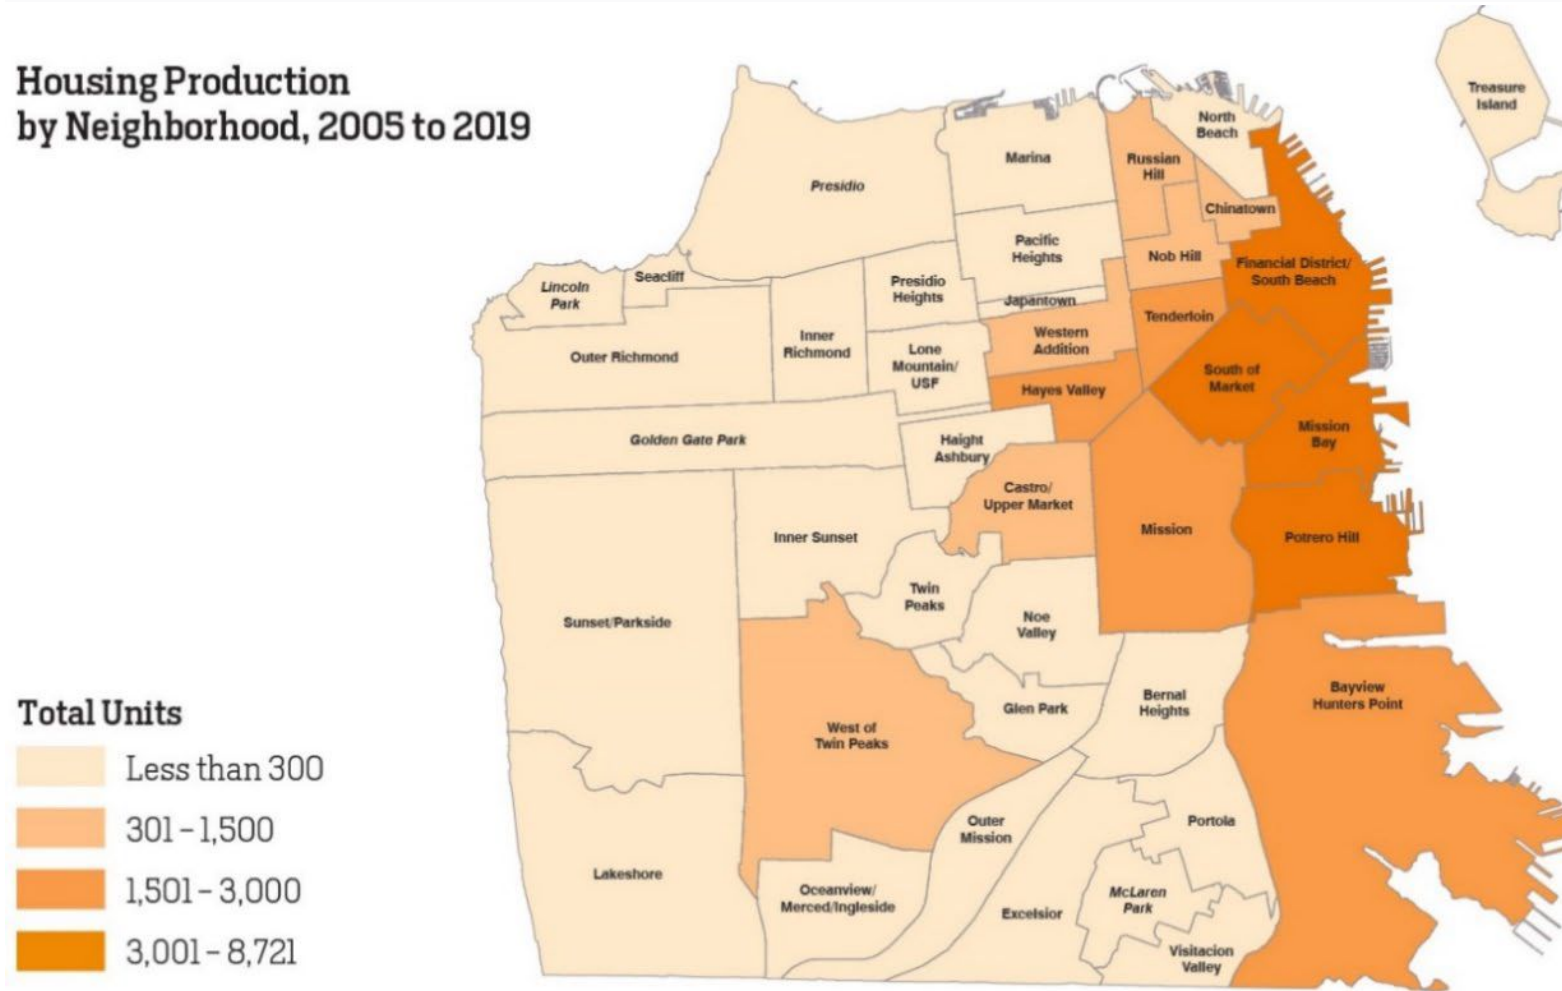 Housing Production
by Neighborhood, 2005 to 2019
Treasure
Island
North
Beach
Marina
Russian
Hill
Presidio
Chinatown
Pacific
Heights
Nob Hill
Financial District/
South Beach
Seacliff
Lincoln
Park
Presidio
Heights
Japantown
Tenderloin
Western
Addition
Inner
Richmond
Outer Richmond
Lone
Mountain/
USF
South of
Market
Hayes Valley
Mission
Bay
Golden Gate Park
Haight
Ashbury
Castro/
Upper Market
Mission
Potrero Hill
Inner Sunset
Twin
Peaks
Noe
Valley
Sunset/Parkside
Bayview
Hunters Point
Glen Park
Bernal
Heights
West of
Twin Peaks
Outer
Mission
Portola
Lakeshore
Oceanview/
Merced/Ingleside
McLaren
Park
Excelsior
Visitacion
Valley
Total Units
Less than 300
301 – 1,500
1,501 – 3,000
3,001 – 8,721